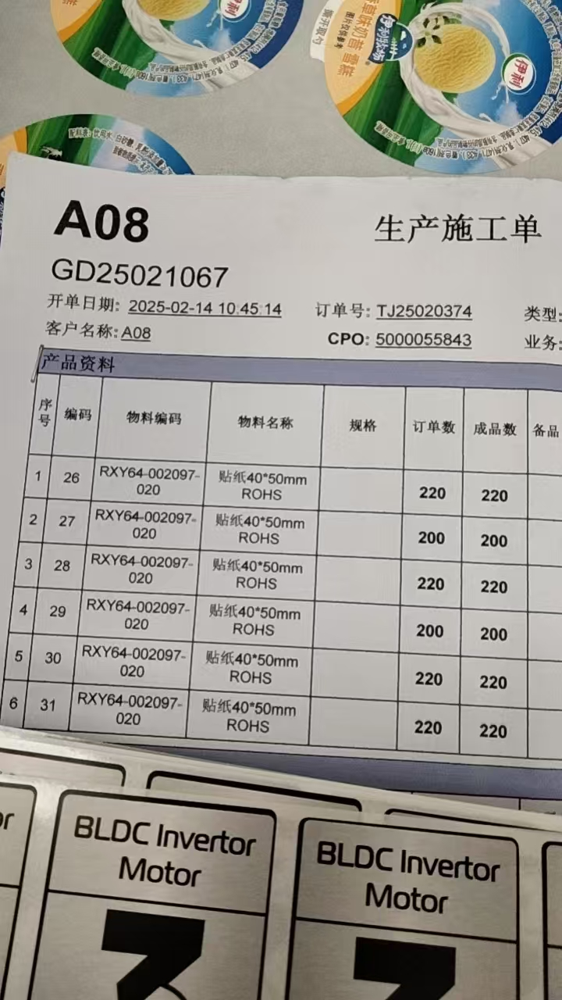 伊利
伊利牧场
伊利
A08
生产施工单
GD25021067
开单日期: 2025-02-14 10:45:14
订单号: TJ25020374
类型:
客户名称: A08
CPO: 5000055843
业务:
产品资料
序号 编码 物料编码 物料名称 规格 订单数 成品数 备品
1 26 RXY64-002097-020 贴纸40*50mm ROHS 220 220
2 27 RXY64-002097-020 贴纸40*50mm ROHS 200 200
3 28 RXY64-002097-020 贴纸40*50mm ROHS 220 220
4 29 RXY64-002097-020 贴纸40*50mm ROHS 200 200
5 30 RXY64-002097-020 贴纸40*50mm ROHS 220 220
6 31 RXY64-002097-020 贴纸40*50mm ROHS 220 220
BLDC Invertor
Motor
BLDC Invertor
Motor